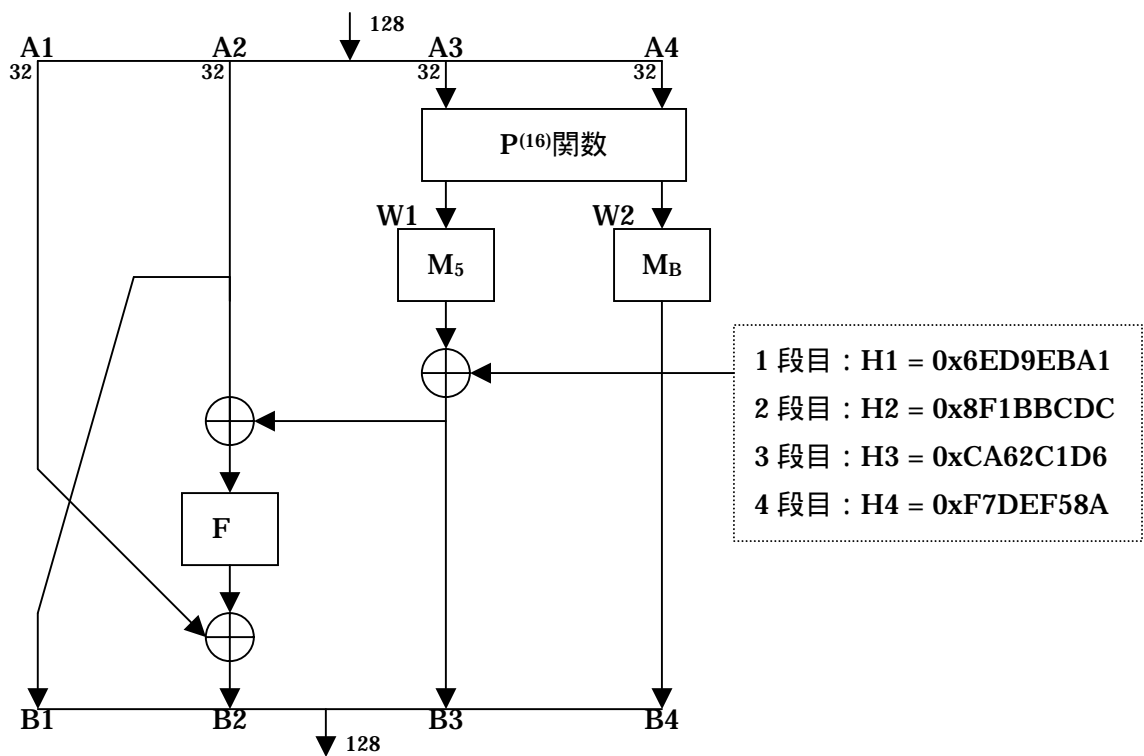 128
A1 A2 A3 A4
32 32 32 32
P(16)関数
W1 W2
M5 MB
1 段目：H1 = 0x6ED9EBA1
2 段目：H2 = 0x8F1BBCDC
3 段目：H3 = 0xCA62C1D6
4 段目：H4 = 0xF7DEF58A
F
B1 B2 B3 B4
128